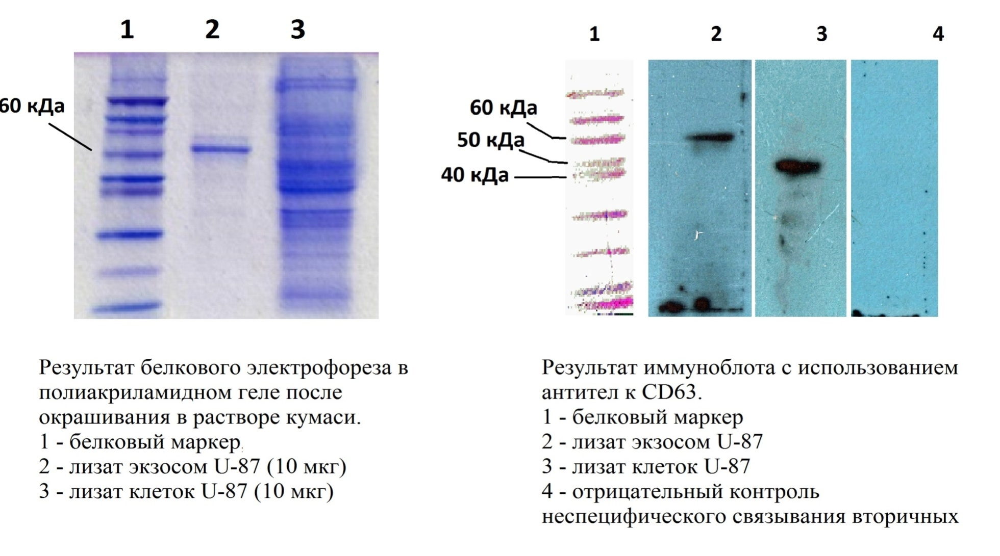 1 2 3
60 кДа
Результат белкового электрофореза в
полиакриламидном геле после
окрашивания в растворе кумаси.
1 - белковый маркер
2 - лизат экзосом U-87 (10 мкг)
3 - лизат клеток U-87 (10 мкг)
1 2 3 4
60 кДа
50 кДа
40 кДа
Результат иммуноблота с использованием
антител к CD63.
1 - белковый маркер
2 - лизат экзосом U-87
3 - лизат клеток U-87
4 - отрицательный контроль
неспецифического связывания вторичных